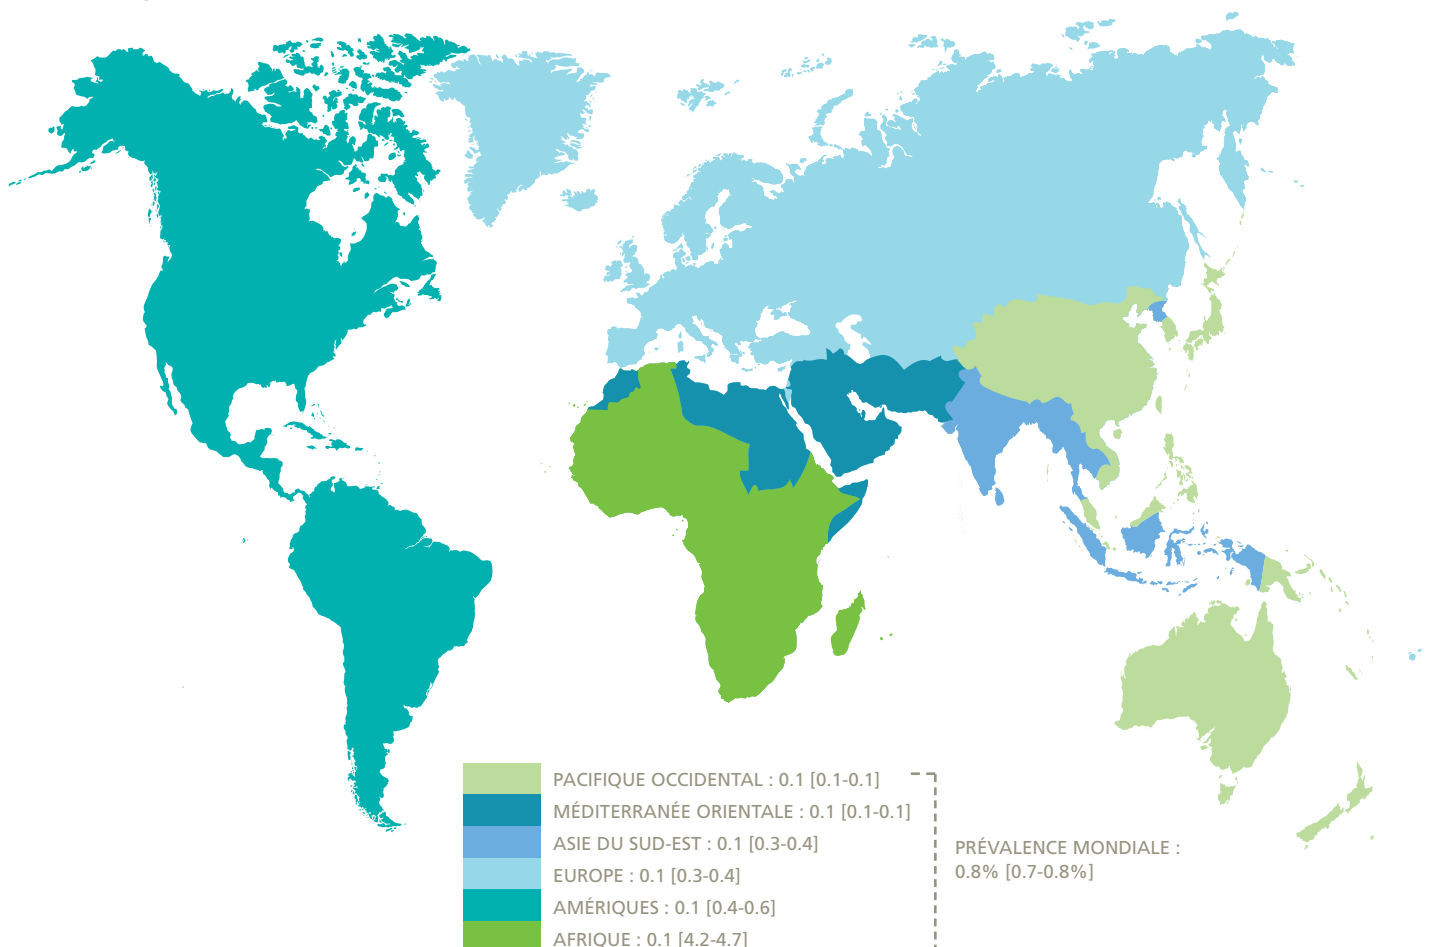 PACIFIQUE OCCIDENTAL : 0.1 [0.1-0.1]
MÉDITERRANÉE ORIENTALE : 0.1 [0.1-0.1]
ASIE DU SUD-EST : 0.1 [0.3-0.4]
EUROPE : 0.1 [0.3-0.4]
AMÉRIQUES : 0.1 [0.4-0.6]
AFRIQUE : 0.1 [4.2-4.7]
PRÉVALENCE MONDIALE :
0.8% [0.7-0.8%]